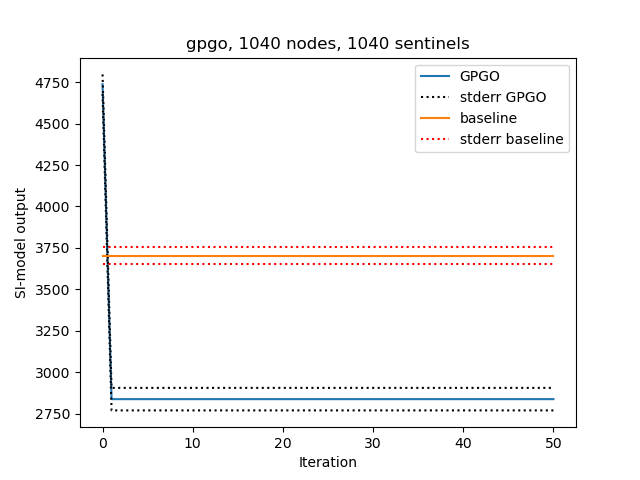 gpgo, 1040 nodes, 1040 sentinels
GPGO
stderr GPGO
baseline
stderr baseline
SI-model output
4750
4500
4250
4000
3750
3500
3250
3000
2750
0 10 20 30 40 50
Iteration